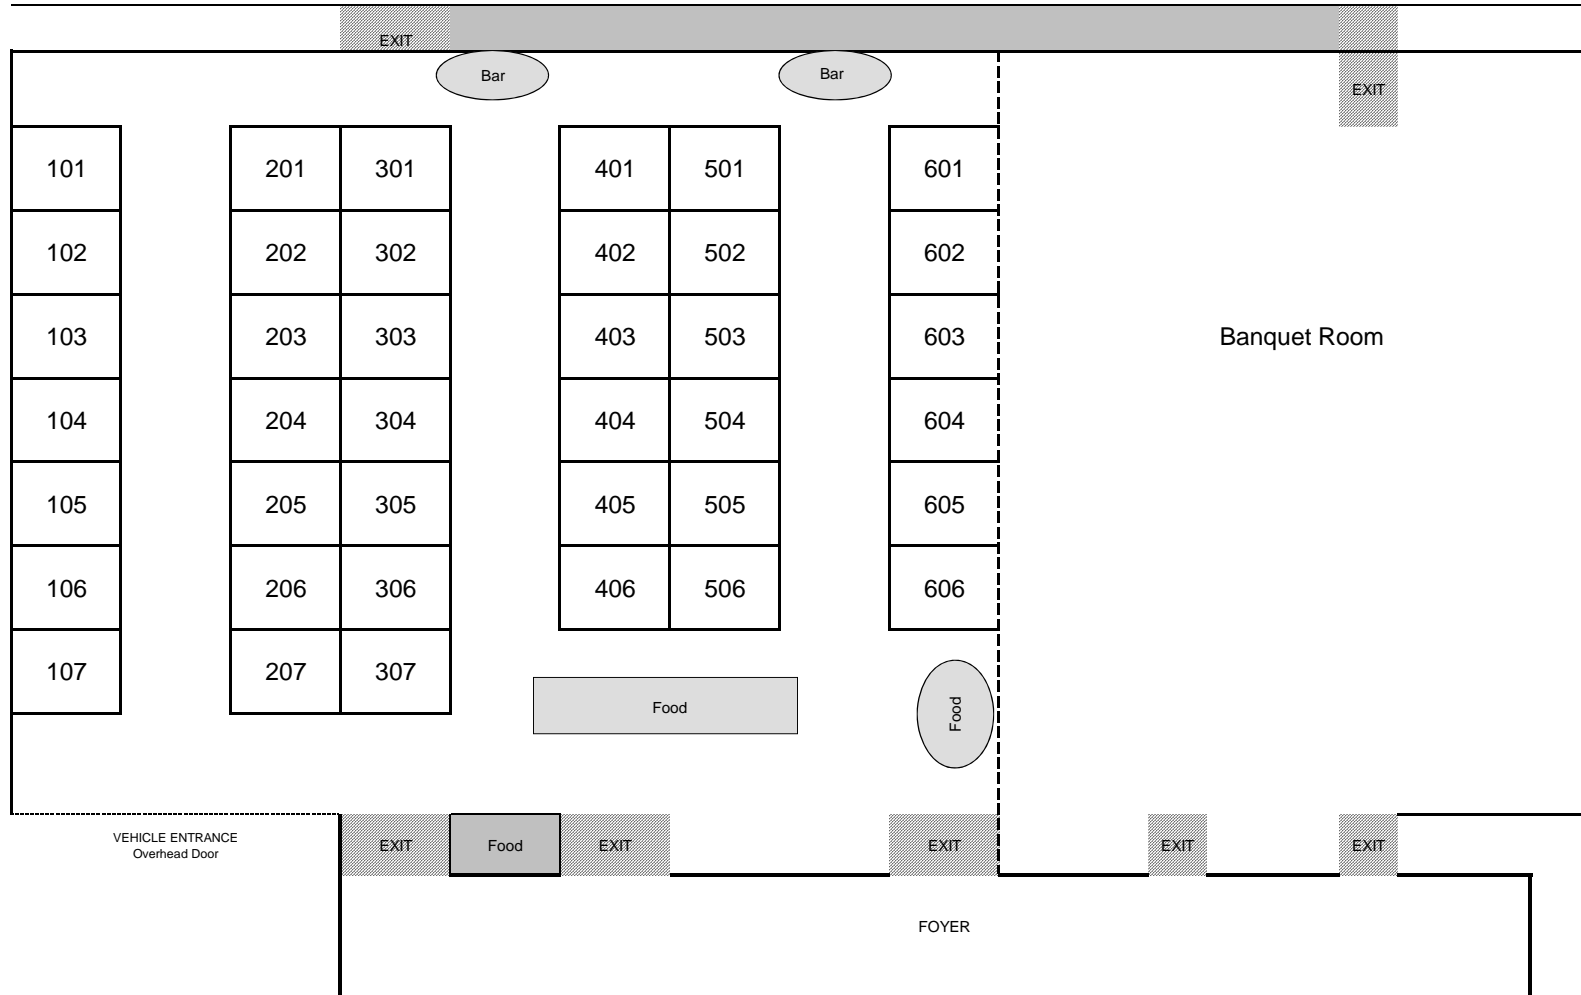 EXIT
Bar
Bar
EXIT
101 201 301 401 501 601
102 202 302 402 502 602
103 203 303 403 503 603 Banquet Room
104 204 304 404 504 604
105 205 305 405 505 605
106 206 306 406 506 606
107 207 307
Food
Food
VEHICLE ENTRANCE
Overhead Door
EXIT Food EXIT EXIT EXIT EXIT
FOYER